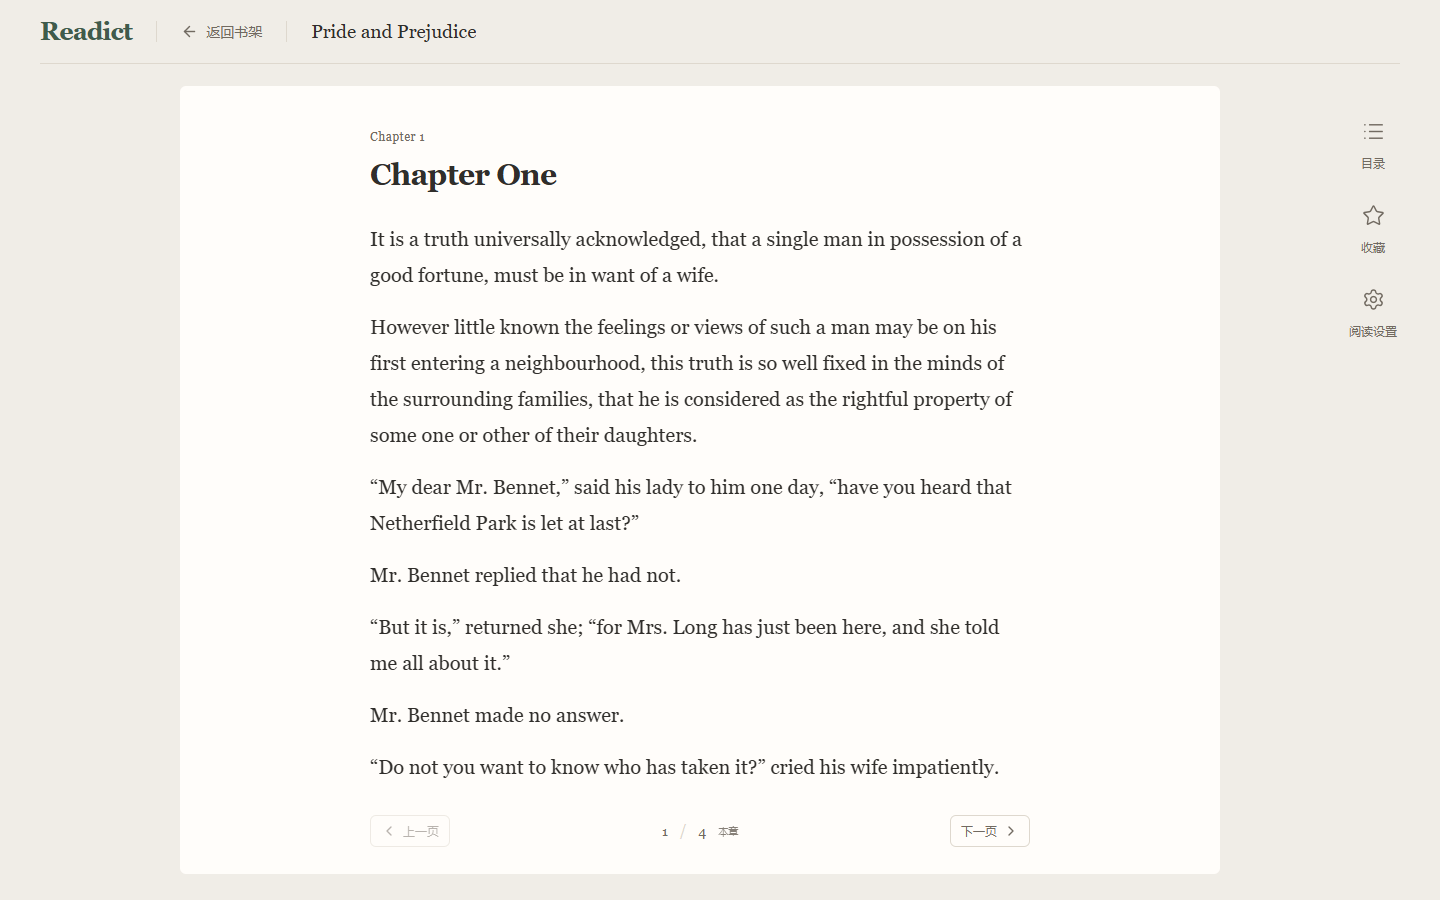 Readict
返回书架
Pride and Prejudice
Chapter 1
Chapter One
It is a truth universally acknowledged, that a single man in possession of a
good fortune, must be in want of a wife.
However little known the feelings or views of such a man may be on his
first entering a neighbourhood, this truth is so well fixed in the minds of
the surrounding families, that he is considered as the rightful property of
some one or other of their daughters.
“My dear Mr. Bennet,” said his lady to him one day, “have you heard that
Netherfield Park is let at last?”
Mr. Bennet replied that he had not.
“But it is,” returned she; “for Mrs. Long has just been here, and she told
me all about it.”
Mr. Bennet made no answer.
“Do not you want to know who has taken it?” cried his wife impatiently.
上一页
1 / 4 本章
下一页
目录
收藏
阅读设置